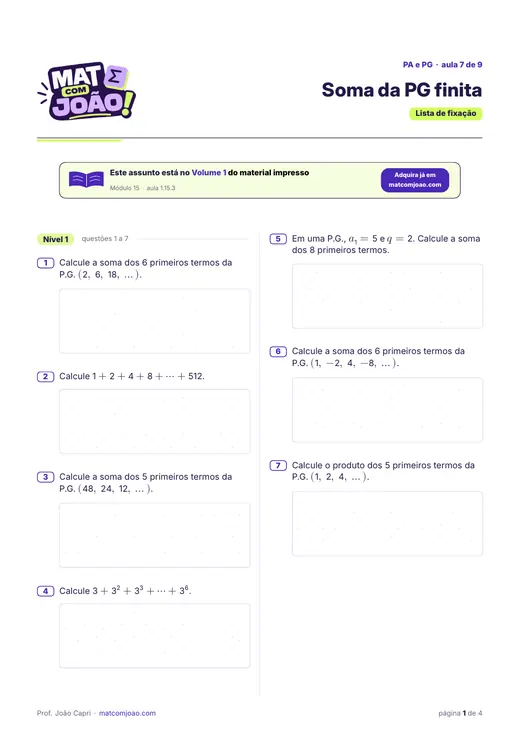 MAT Σ
COM
JOÃO!
PA e PG · aula 7 de 9
Soma da PG finita
Lista de fixação
Este assunto está no Volume 1 do material impresso
Módulo 15 · aula 1.15.3
Adquira já em
matcomjoao.com
Nível 1 questões 1 a 7
1 Calcule a soma dos 6 primeiros termos da
P.G. (2, 6, 18, ...).
2 Calcule 1 + 2 + 4 + 8 + ⋯ + 512.
3 Calcule a soma dos 5 primeiros termos da
P.G. (48, 24, 12, ...).
4 Calcule 3 + 3² + 3³ + ⋯ + 3⁶.
5 Em uma P.G., a₁ = 5 e q = 2. Calcule a soma
dos 8 primeiros termos.
6 Calcule a soma dos 6 primeiros termos da
P.G. (1, −2, 4, −8, ...).
7 Calcule o produto dos 5 primeiros termos da
P.G. (1, 2, 4, ...).
Prof. João Capri · matcomjoao.com
página 1 de 4